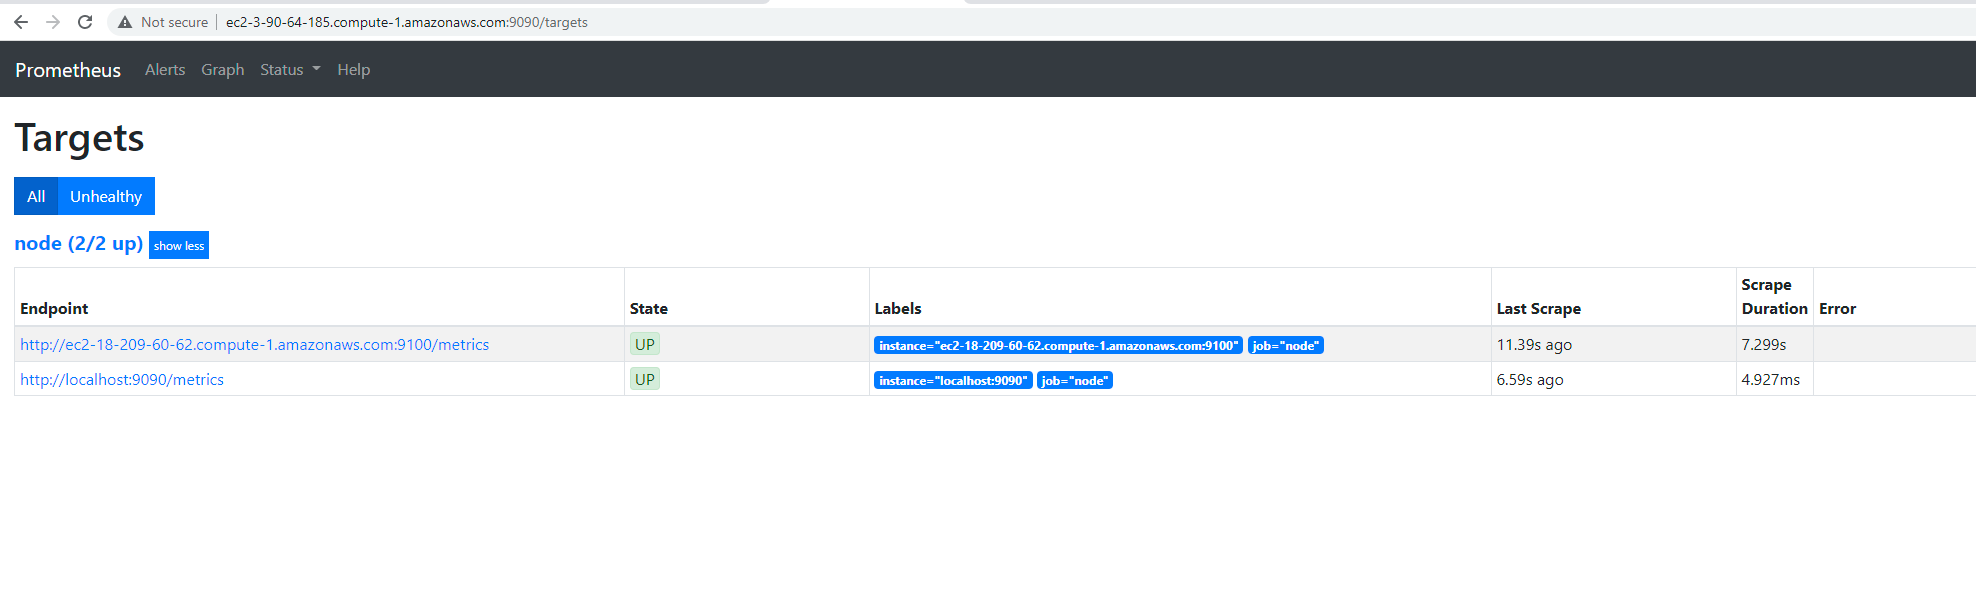 Not secure | ec2-3-90-64-185.compute-1.amazonaws.com:9090/targets
Prometheus Alerts Graph Status Help
Targets
All Unhealthy
node (2/2 up) show less
Endpoint State Labels Last Scrape Scrape Duration Error
http://ec2-18-209-60-62.compute-1.amazonaws.com:9100/metrics UP instance="ec2-18-209-60-62.compute-1.amazonaws.com:9100" job="node" 11.39s ago 7.299s
http://localhost:9090/metrics UP instance="localhost:9090" job="node" 6.59s ago 4.927ms